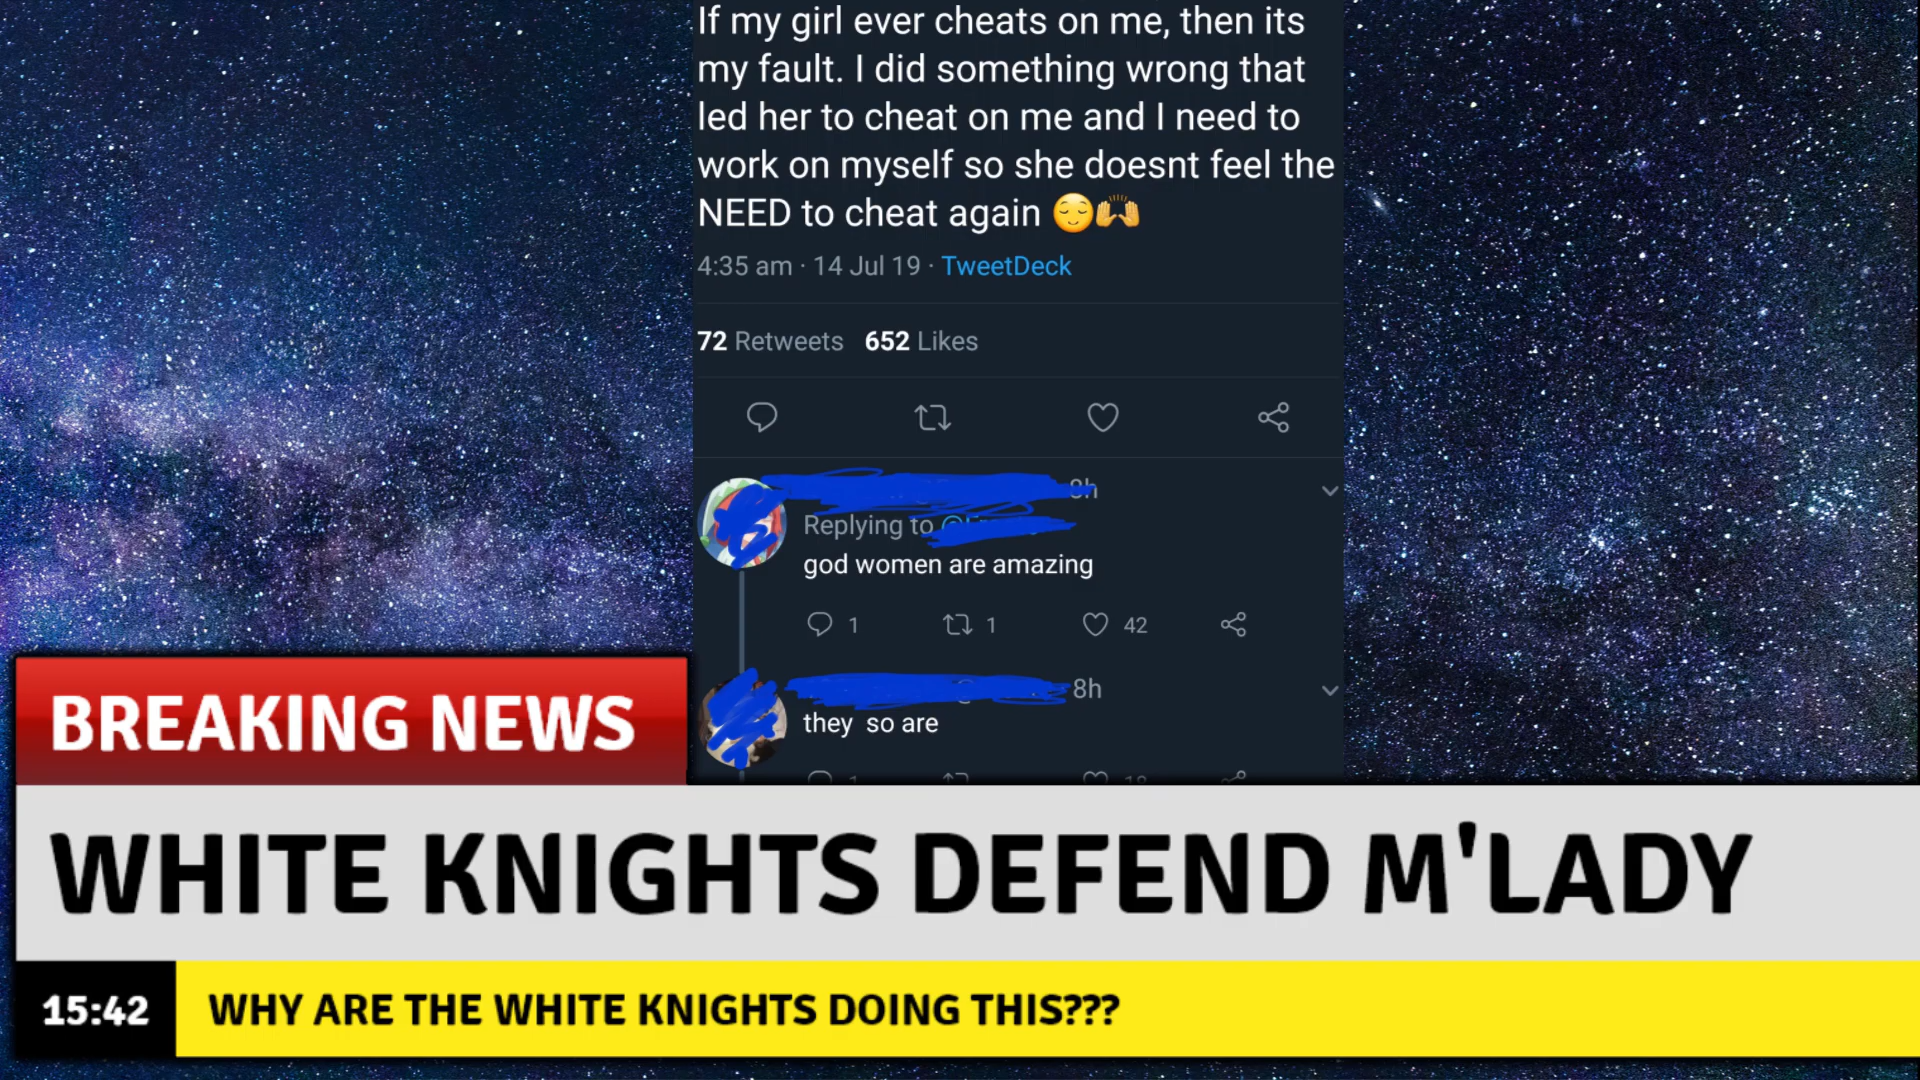 If my girl ever cheats on me, then its
my fault. I did something wrong that
led her to cheat on me and I need to
work on myself so she doesnt feel the
NEED to cheat again 😌🙌
4:35 am · 14 Jul 19 · TweetDeck
72 Retweets 652 Likes
8h
Replying to
god women are amazing
1 1 42
8h
they so are
1 18
BREAKING NEWS
WHITE KNIGHTS DEFEND M'LADY
15:42 WHY ARE THE WHITE KNIGHTS DOING THIS???